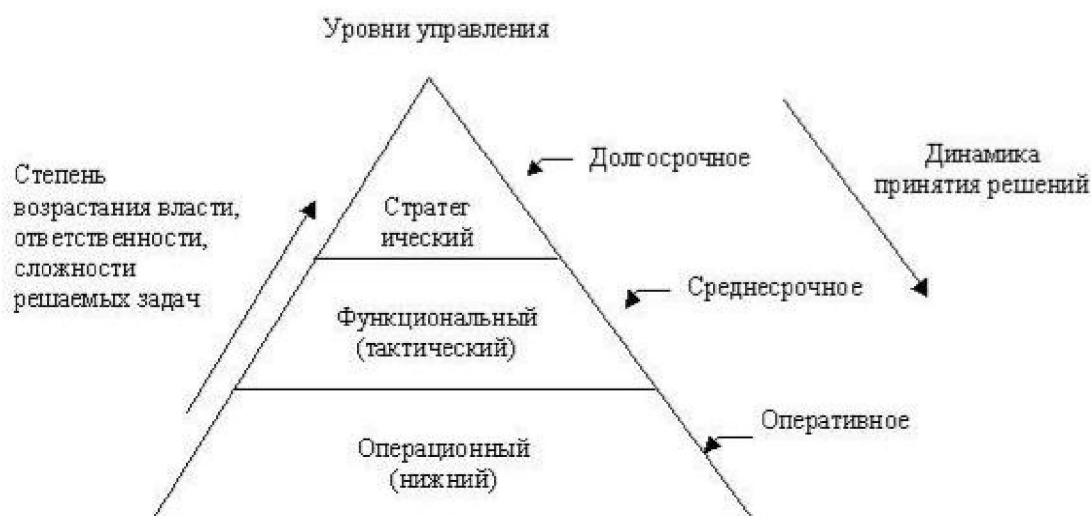 Уровни управления
Степень
возрастания власти,
ответственности,
сложности
решаемых задач
Долгосрочное
Динамика
принятия решений
Стратег
ический
Среднесрочное
Функциональный
(тактический)
Оперативное
Операционный
(нижний)